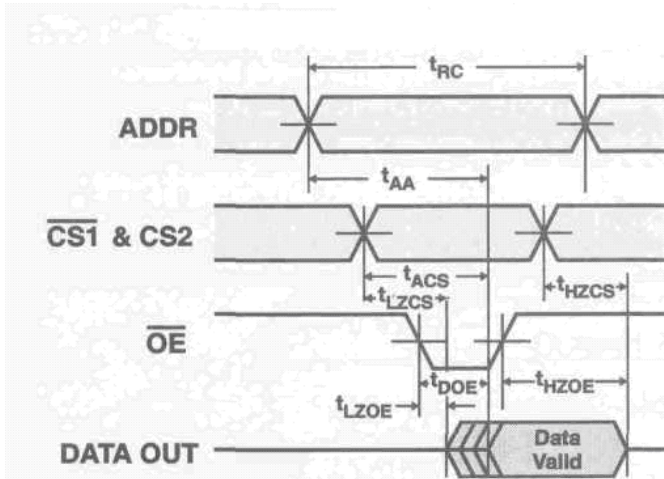 tRC
ADDR
tAA
CS1 & CS2
tACS
tLZCS
tHZCS
OE
tDOE
tHZOE
tLZOE
DATA OUT
Data
Valid